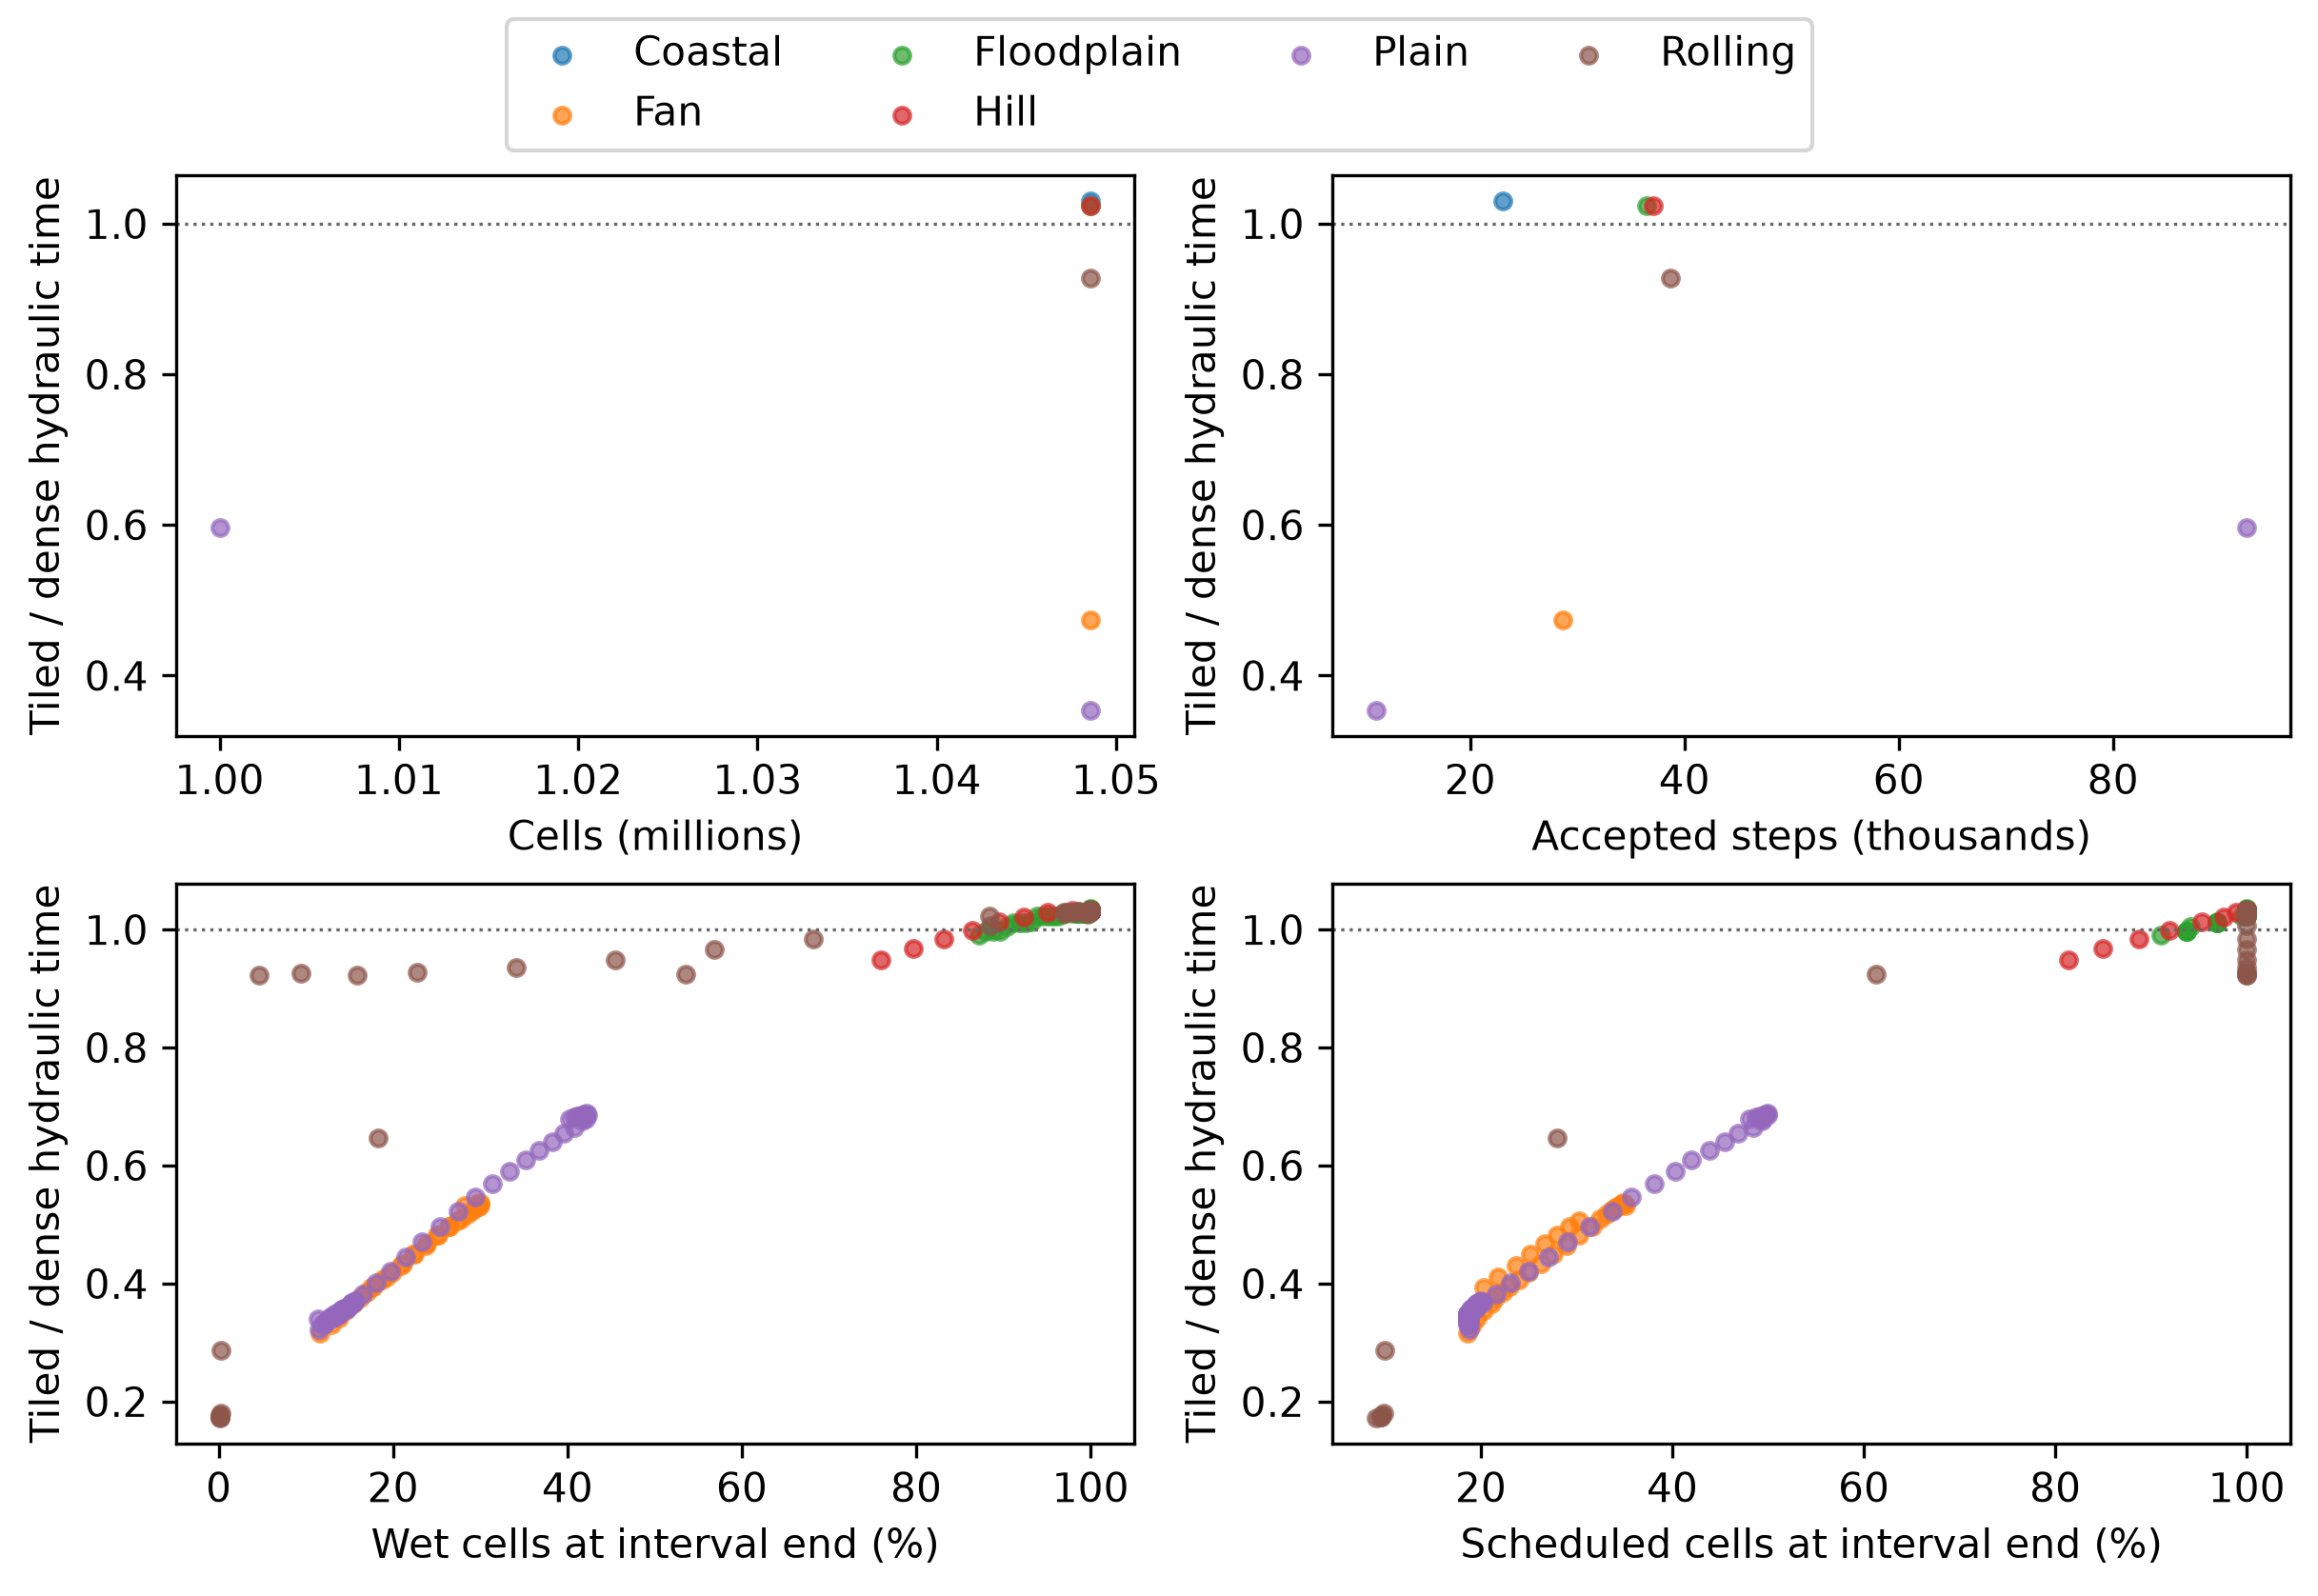 Coastal Floodplain Plain Rolling
Fan Hill
Tiled / dense hydraulic time
1.0
0.8
0.6
0.4
1.00 1.01 1.02 1.03 1.04 1.05
Cells (millions)
Tiled / dense hydraulic time
1.0
0.8
0.6
0.4
20 40 60 80
Accepted steps (thousands)
Tiled / dense hydraulic time
1.0
0.8
0.6
0.4
0.2
0 20 40 60 80 100
Wet cells at interval end (%)
Tiled / dense hydraulic time
1.0
0.8
0.6
0.4
0.2
20 40 60 80 100
Scheduled cells at interval end (%)